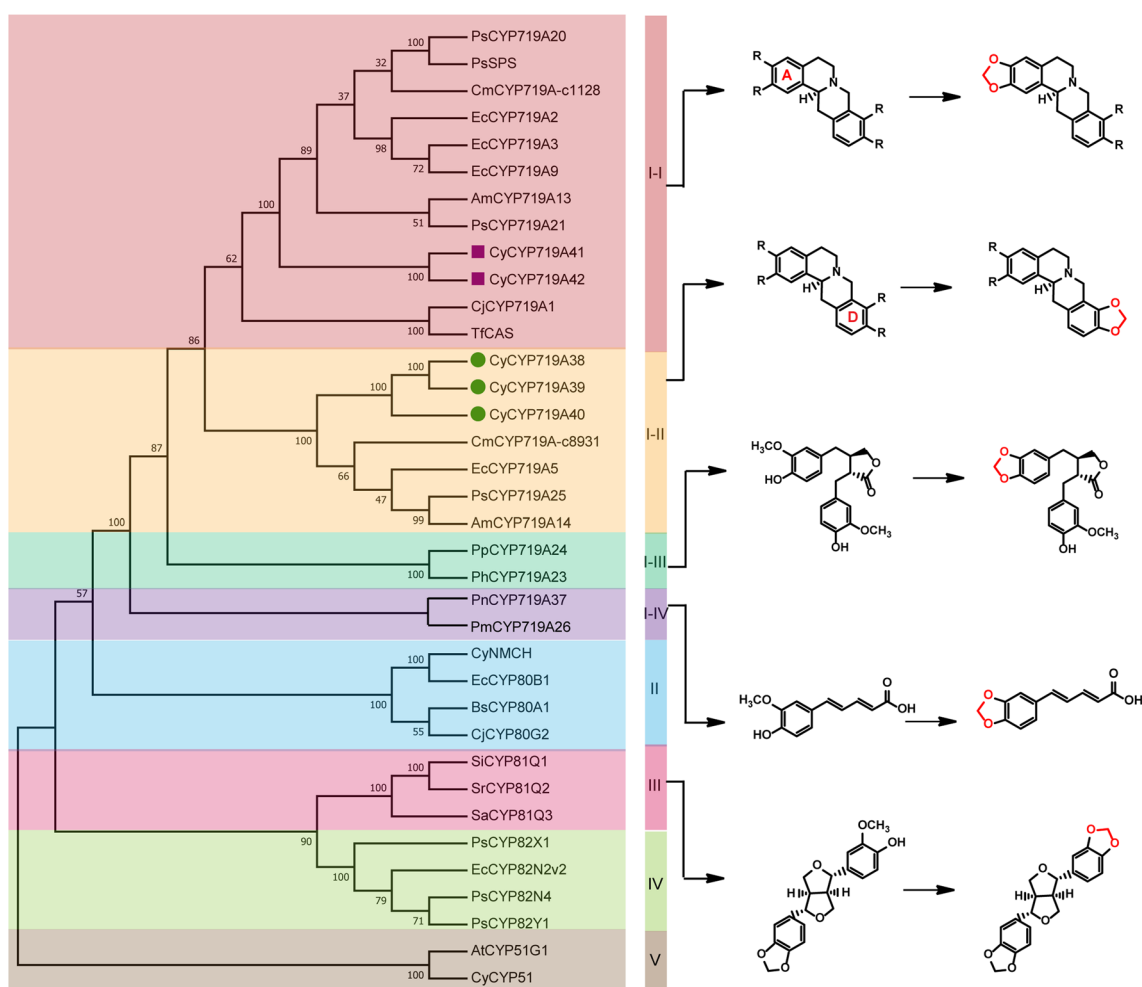 PsCYP719A20
PsSPS
CmCYP719A-c1128
EcCYP719A2
EcCYP719A3
EcCYP719A9
AmCYP719A13
PsCYP719A21
CyCYP719A41
CyCYP719A42
CjCYP719A1
TfCAS
CyCYP719A38
CyCYP719A39
CyCYP719A40
CmCYP719A-c8931
EcCYP719A5
PsCYP719A25
AmCYP719A14
PpCYP719A24
PhCYP719A23
PnCYP719A37
PmCYP719A26
CyNMCH
EcCYP80B1
BsCYP80A1
CjCYP80G2
SiCYP81Q1
SrCYP81Q2
SaCYP81Q3
PsCYP82X1
EcCYP82N2v2
PsCYP82N4
PsCYP82Y1
AtCYP51G1
CyCYP51
100
32
37
98
72
89
51
100
100
62
100
86
100
100
100
66
47
99
87
100
100
57
100
100
55
100
100
90
100
79
71
100
I-I
I-II
I-III
I-IV
II
III
IV
V
R
A
R
N
H
R
R
O
O
N
H
R
R
R
R
N
H
R
D
R
R
R
N
H
O
O
H₃CO
HO
O
O
OCH₃
OH
O
O
O
O
OCH₃
OH
H₃CO
HO
O
OH
O
O
O
OH
OCH₃
OH
O
H
H
O
O
O
O
O
O
H
H
O
O
O